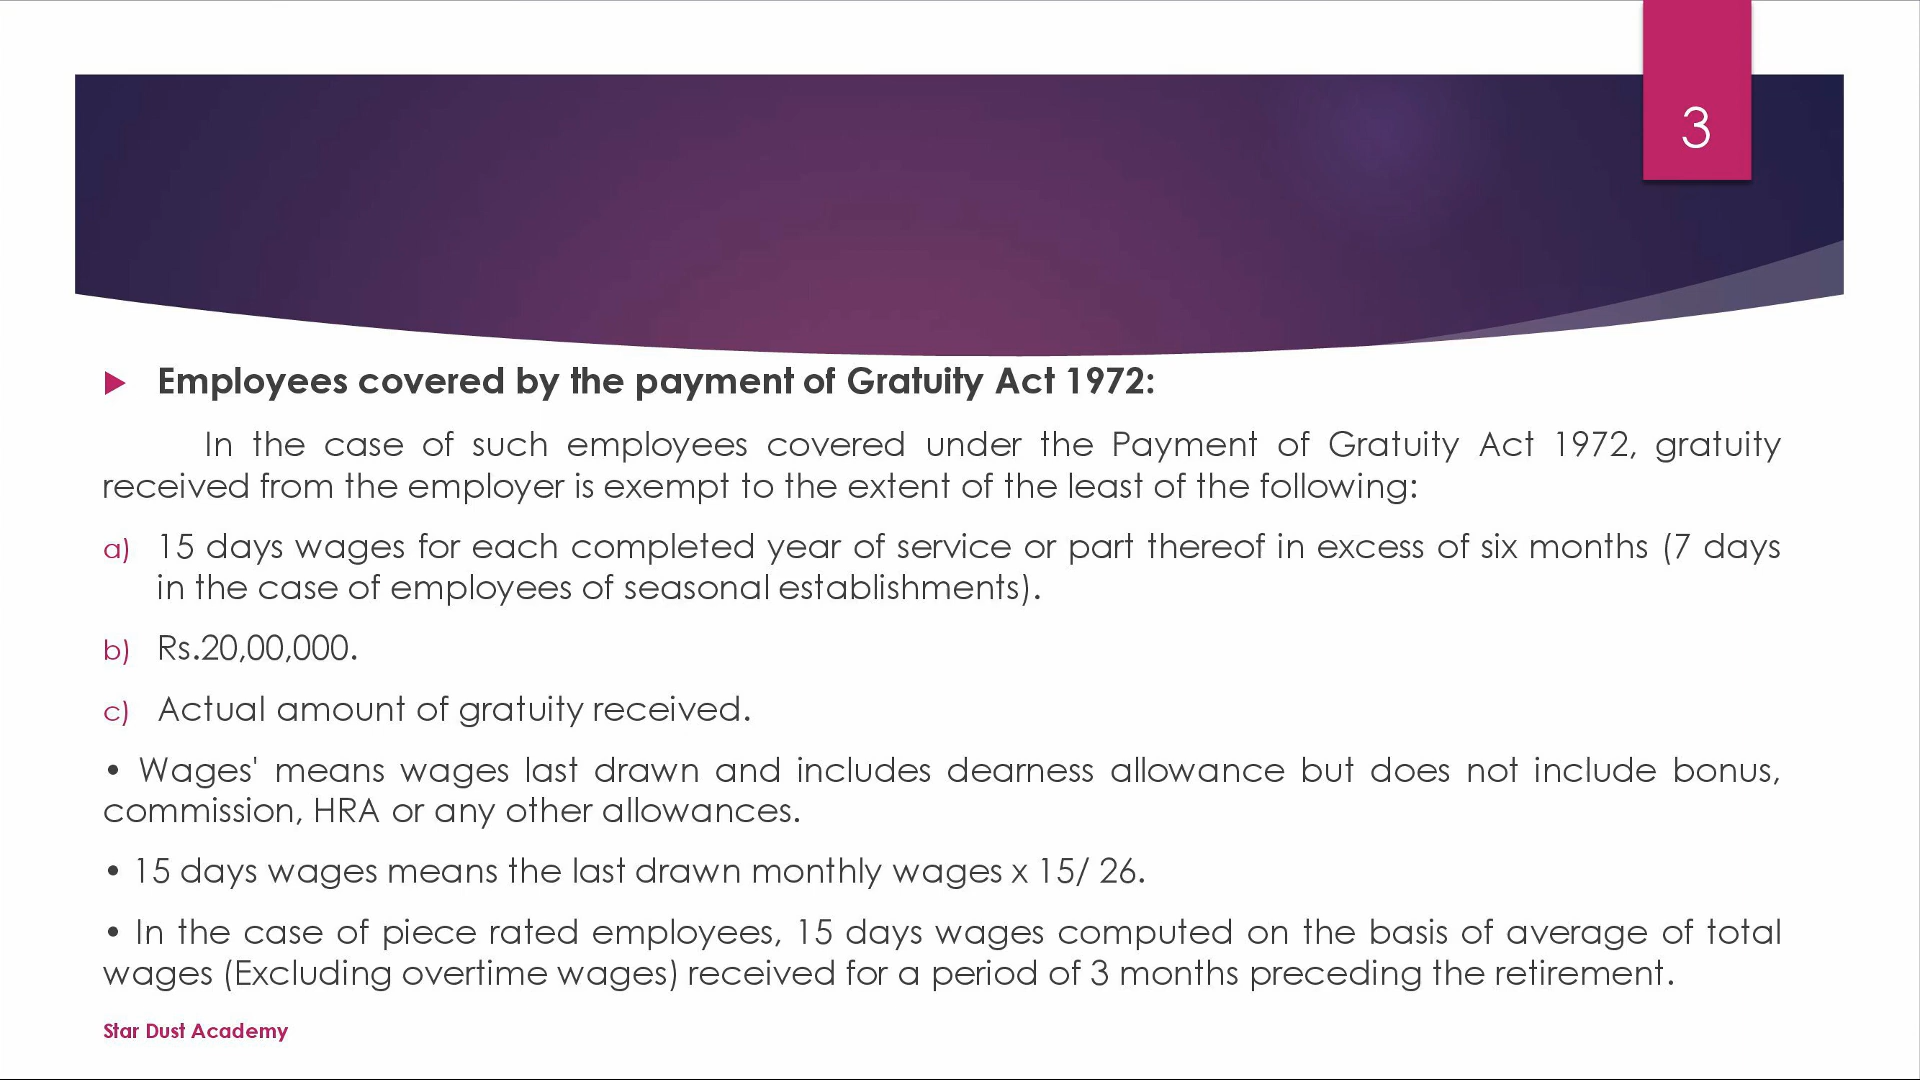 3
Employees covered by the payment of Gratuity Act 1972:
In the case of such employees covered under the Payment of Gratuity Act 1972, gratuity
received from the employer is exempt to the extent of the least of the following:
a) 15 days wages for each completed year of service or part thereof in excess of six months (7 days
in the case of employees of seasonal establishments).
b) Rs.20,00,000.
c) Actual amount of gratuity received.
• Wages' means wages last drawn and includes dearness allowance but does not include bonus,
commission, HRA or any other allowances.
• 15 days wages means the last drawn monthly wages x 15/ 26.
• In the case of piece rated employees, 15 days wages computed on the basis of average of total
wages (Excluding overtime wages) received for a period of 3 months preceding the retirement.
Star Dust Academy